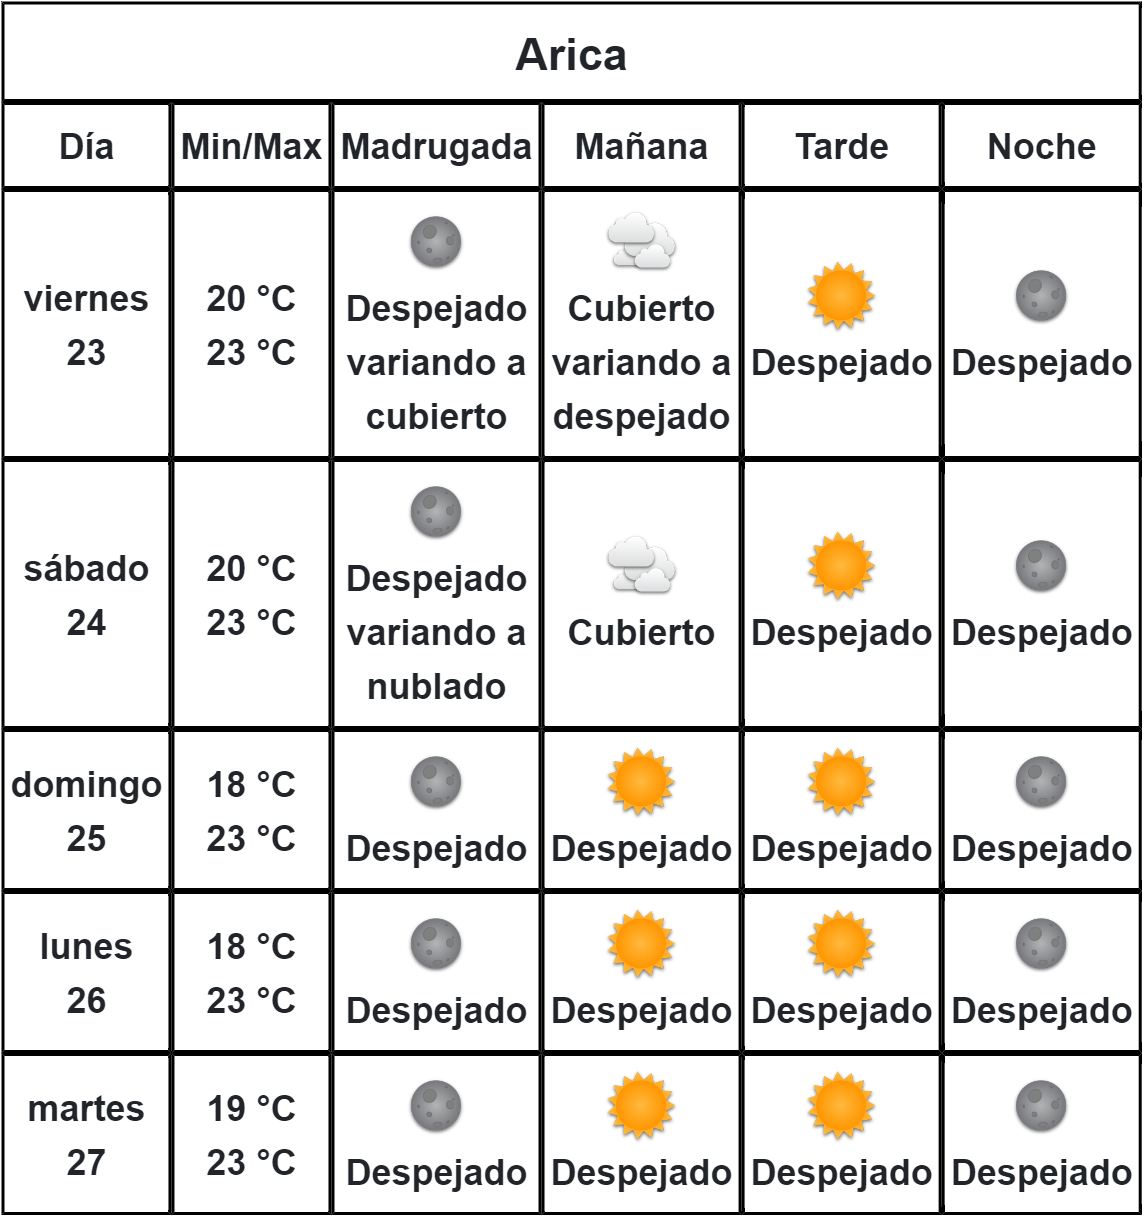 Arica
Día Min/Max Madrugada Mañana Tarde Noche
viernes
23
20 °C
23 °C
Despejado
variando a
cubierto
Cubierto
variando a
despejado
Despejado
Despejado
sábado
24
20 °C
23 °C
Despejado
variando a
nublado
Cubierto
Despejado
Despejado
domingo
25
18 °C
23 °C
Despejado
Despejado
Despejado
Despejado
lunes
26
18 °C
23 °C
Despejado
Despejado
Despejado
Despejado
martes
27
19 °C
23 °C
Despejado
Despejado
Despejado
Despejado